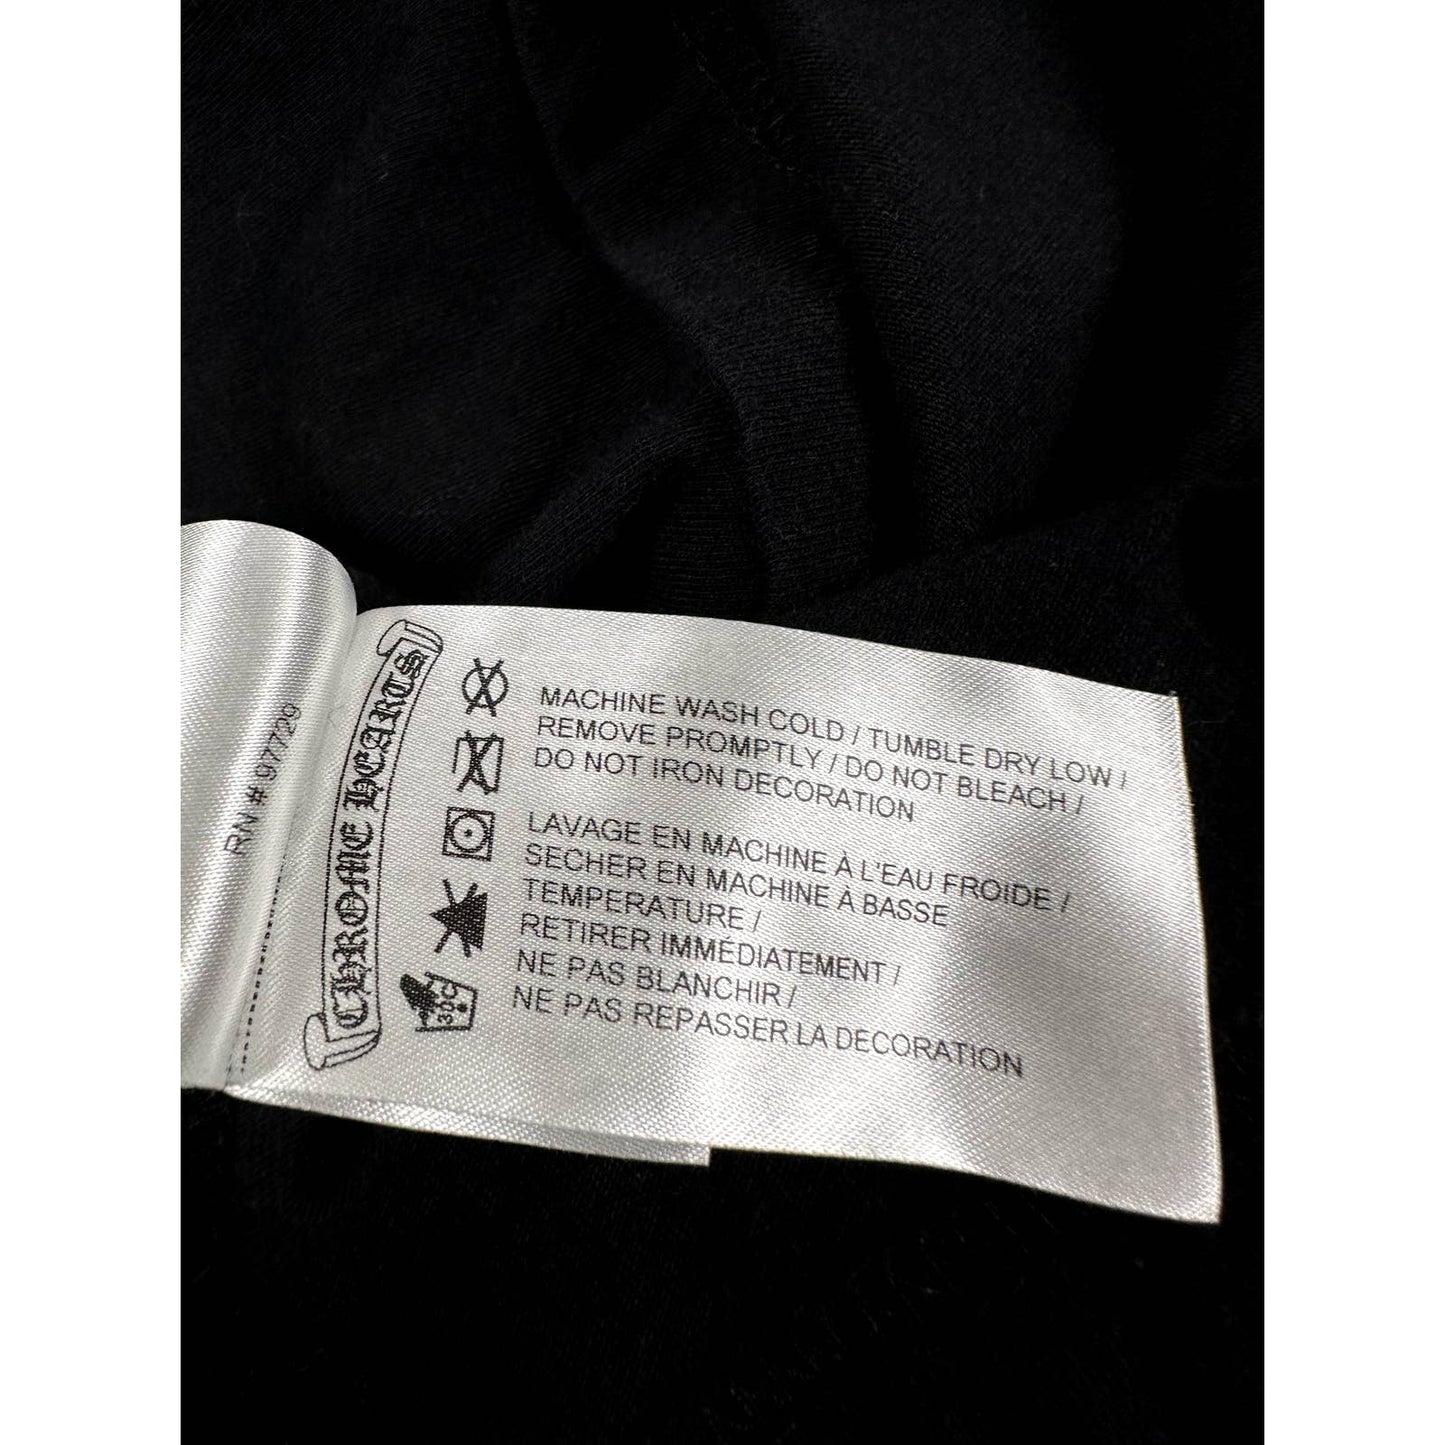 RN # 97729
CHROME HEARTS
MACHINE WASH COLD / TUMBLE DRY LOW /
REMOVE PROMPTLY / DO NOT BLEACH /
DO NOT IRON DECORATION
LAVAGE EN MACHINE À L'EAU FROIDE /
SECHER EN MACHINE À BASSE
TEMPERATURE /
RETIRER IMMÉDIATEMENT /
NE PAS BLANCHIR /
NE PAS REPASSER LA DECORATION
30C